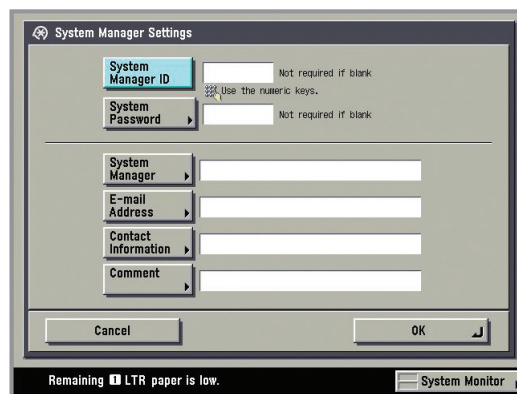 System Manager Settings
System
Manager ID
Not required if blank
Use the numeric keys.
System
Password
Not required if blank
System
Manager
E-mail
Address
Contact
Information
Comment
Cancel
OK
Remaining 1 LTR paper is low.
System Monitor